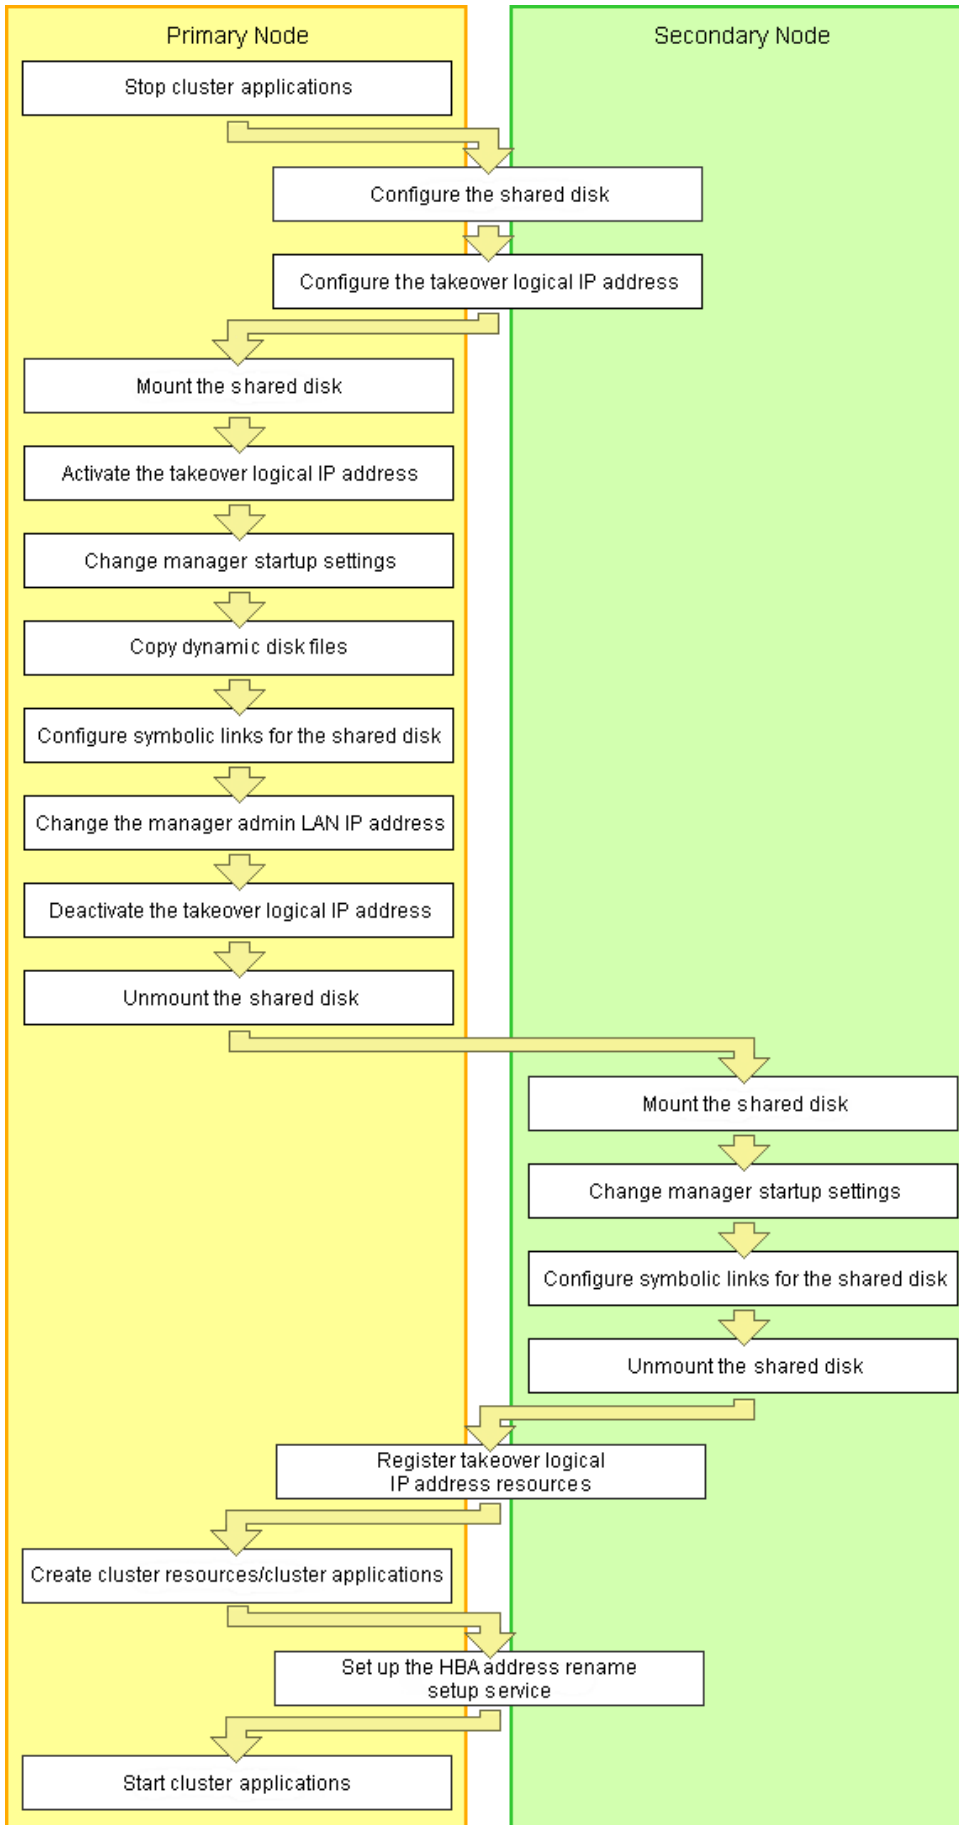 Primary Node
Secondary Node
Stop cluster applications
Configure the shared disk
Configure the takeover logical IP address
Mount the shared disk
Activate the takeover logical IP address
Change manager startup settings
Copy dynamic disk files
Configure symbolic links for the shared disk
Change the manager admin LAN IP address
Deactivate the takeover logical IP address
Unmount the shared disk
Mount the shared disk
Change manager startup settings
Configure symbolic links for the shared disk
Unmount the shared disk
Register takeover logical
IP address resources
Create cluster resources/cluster applications
Set up the HBA address rename
setup service
Start cluster applications